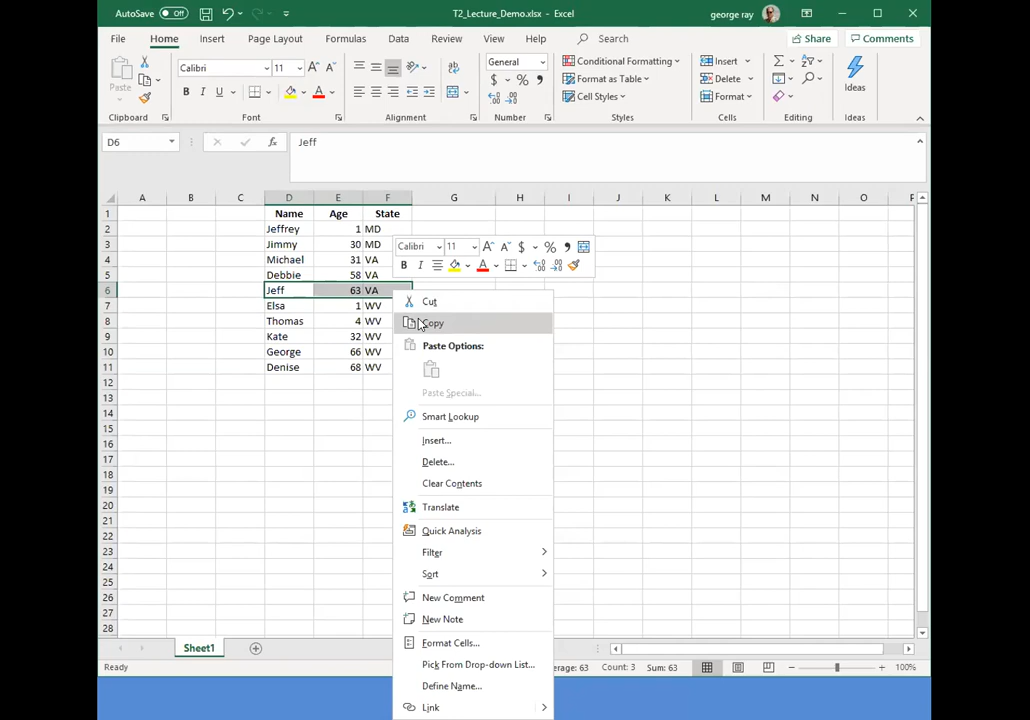 AutoSave Off T2_Lecture_Demo.xlsx - Excel george ray
File Home Insert Page Layout Formulas Data Review View Help Search Share Comments
Paste Calibri 11 General Conditional Formatting Insert
B I U Format as Table Delete
Cell Styles Format Ideas
Clipboard Font Alignment Number Styles Cells Editing Ideas
D6 fx Jeff
A B C D E F G H I J K L M N O P
1 Name Age State
2 Jeffrey 1 MD
3 Jimmy 30 MD
4 Michael 31 VA
5 Debbie 58 VA
6 Jeff 63 VA
7 Elsa 1 WV
8 Thomas 4 WV
9 Kate 32 WV
10 George 66 WV
11 Denise 68 WV
12
13
14
15
16
17
18
19
20
21
22
23
24
25
26
27
28
Calibri 11 A A $ % ,
B I A
Cut
Copy
Paste Options:
Paste Special...
Smart Lookup
Insert...
Delete...
Clear Contents
Translate
Quick Analysis
Filter
Sort
New Comment
New Note
Format Cells...
Pick From Drop-down List...
Define Name...
Link
Sheet1
Ready erage: 63 Count: 3 Sum: 63 100%